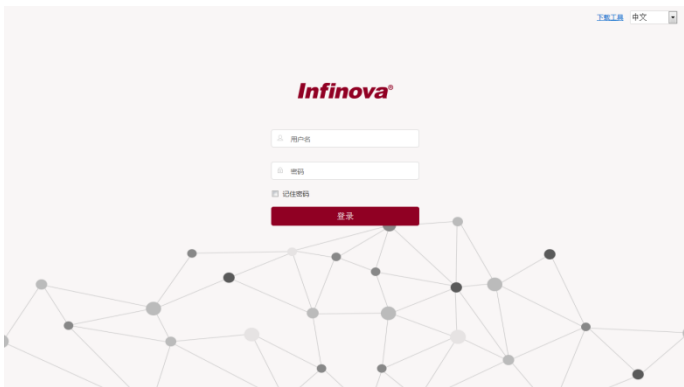 下载工具 中文
Infinova®
用户名
密码
记住密码
登录